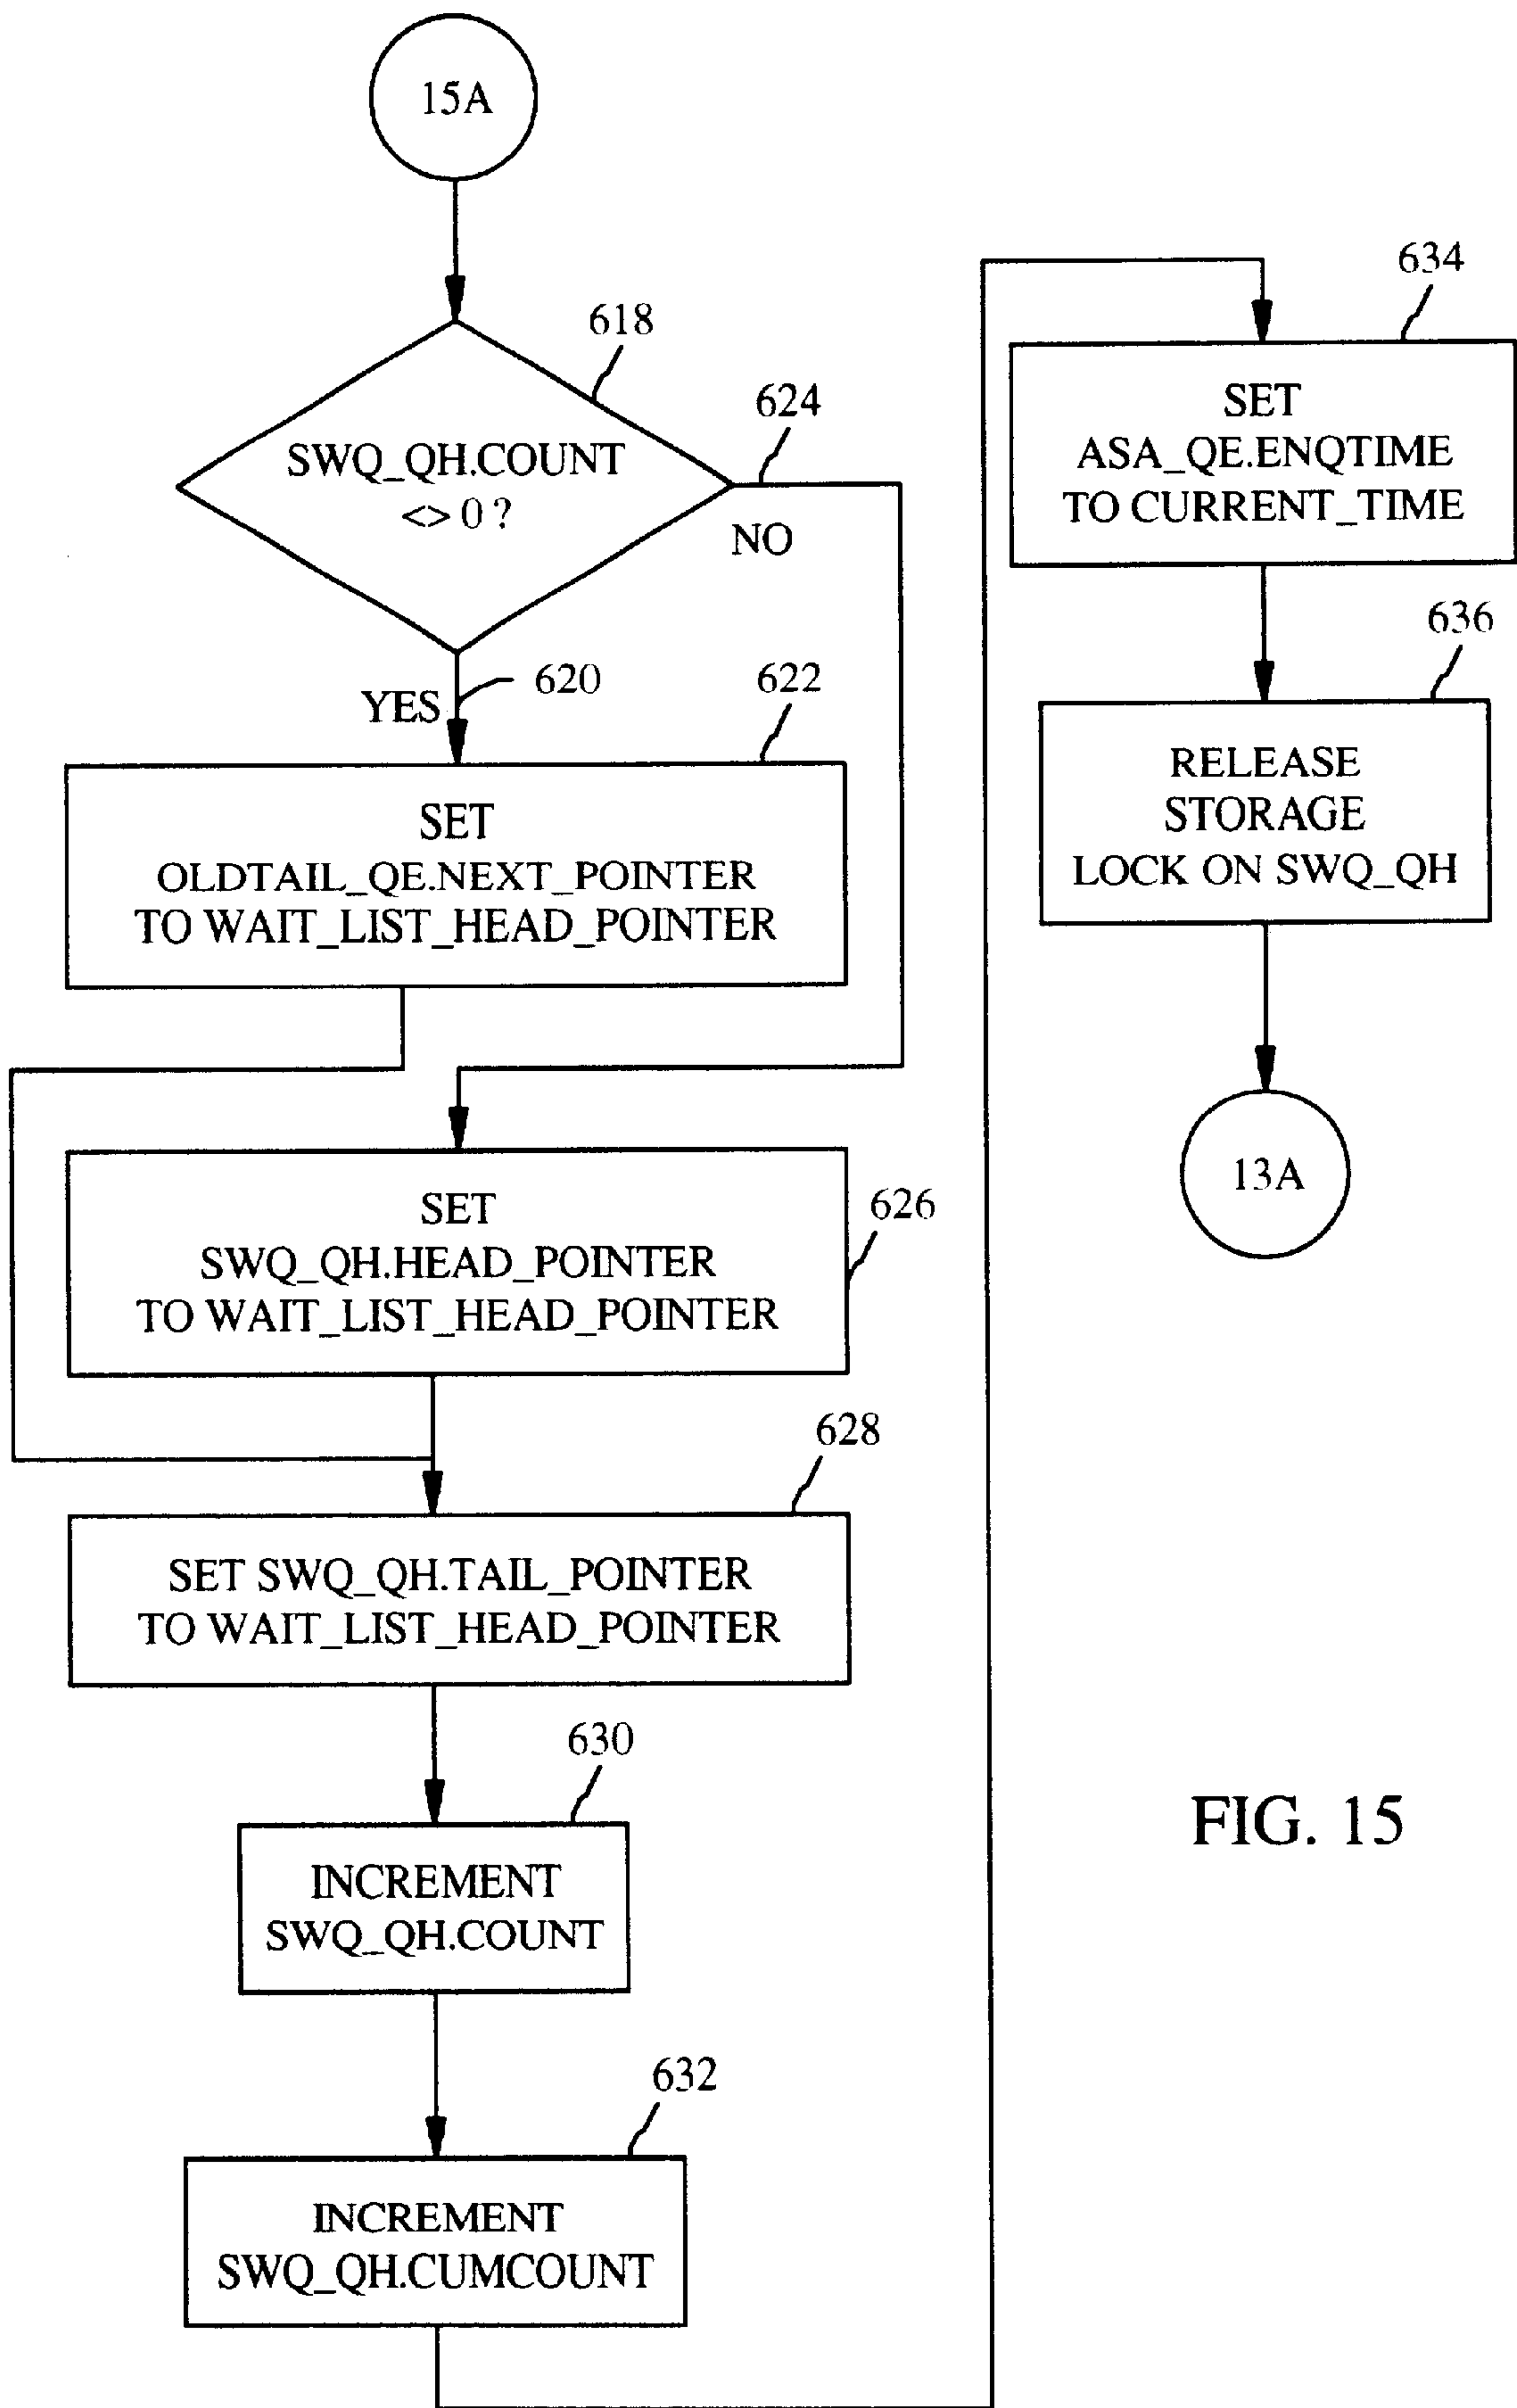 15A
618
SWQ_QH.COUNT
<> 0 ?
624
NO
YES
620
622
SET
OLDTAIL_QE.NEXT_POINTER
TO WAIT_LIST_HEAD_POINTER
SET
SWQ_QH.HEAD_POINTER
TO WAIT_LIST_HEAD_POINTER
626
628
SET SWQ_QH.TAIL_POINTER
TO WAIT_LIST_HEAD_POINTER
630
INCREMENT
SWQ_QH.COUNT
632
INCREMENT
SWQ_QH.CUMCOUNT
634
SET
ASA_QE.ENQTIME
TO CURRENT_TIME
636
RELEASE
STORAGE
LOCK ON SWQ_QH
13A
FIG. 15